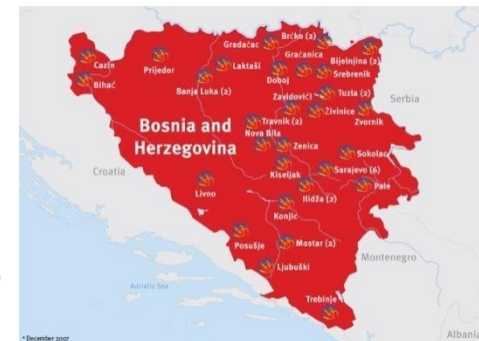 Brčko (2)
Gradačac
Gračanica
Bijelnjina (2)
Cazin
Prijedor
Laktaši
Doboj
Srebrenik
Bihać
Banja Luka (2)
Zavidovići
Tuzla (2)
Serbia
Živinice
Zvornik
Travnik (2)
Bosnia and
Herzegovina
Nova Bila
Zenica
Sokolac
Croatia
Kiseljak
Sarajevo (6)
Livno
Pale
Ilidža (2)
Konjic
Posušje
Mostar (2)
Montenegro
Ljubuški
Adriatic Sea
Trebinje
Albania
* December 2007